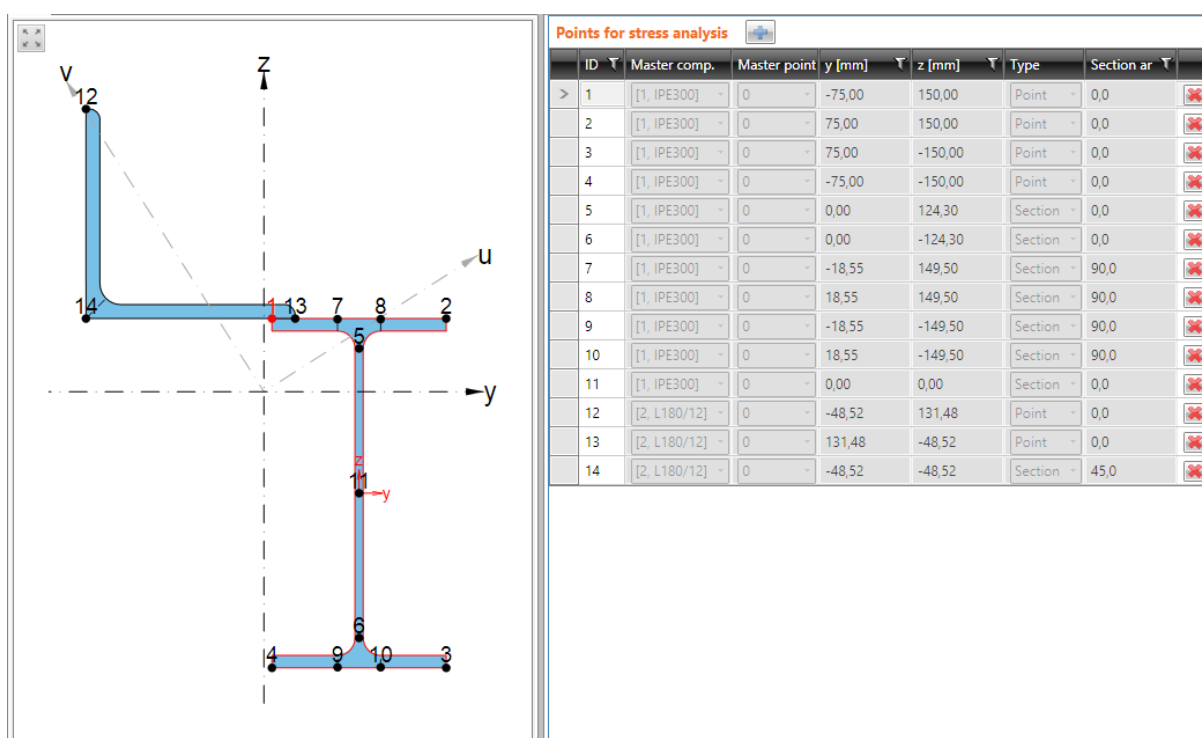 Points for stress analysis
ID Master comp. Master point y [mm] z [mm] Type Section ar
1 [1, IPE300] 0 -75,00 150,00 Point 0,0
2 [1, IPE300] 0 75,00 150,00 Point 0,0
3 [1, IPE300] 0 75,00 -150,00 Point 0,0
4 [1, IPE300] 0 -75,00 -150,00 Point 0,0
5 [1, IPE300] 0 0,00 124,30 Section 0,0
6 [1, IPE300] 0 0,00 -124,30 Section 0,0
7 [1, IPE300] 0 -18,55 149,50 Section 90,0
8 [1, IPE300] 0 18,55 149,50 Section 90,0
9 [1, IPE300] 0 -18,55 -149,50 Section 90,0
10 [1, IPE300] 0 18,55 -149,50 Section 90,0
11 [1, IPE300] 0 0,00 0,00 Section 0,0
12 [2, L180/12] 0 -48,52 131,48 Point 0,0
13 [2, L180/12] 0 131,48 -48,52 Point 0,0
14 [2, L180/12] 0 -48,52 -48,52 Section 45,0
v z
12
u
14 1 13 7 8 2
5
y
z
11 y
6
4 9 10 3